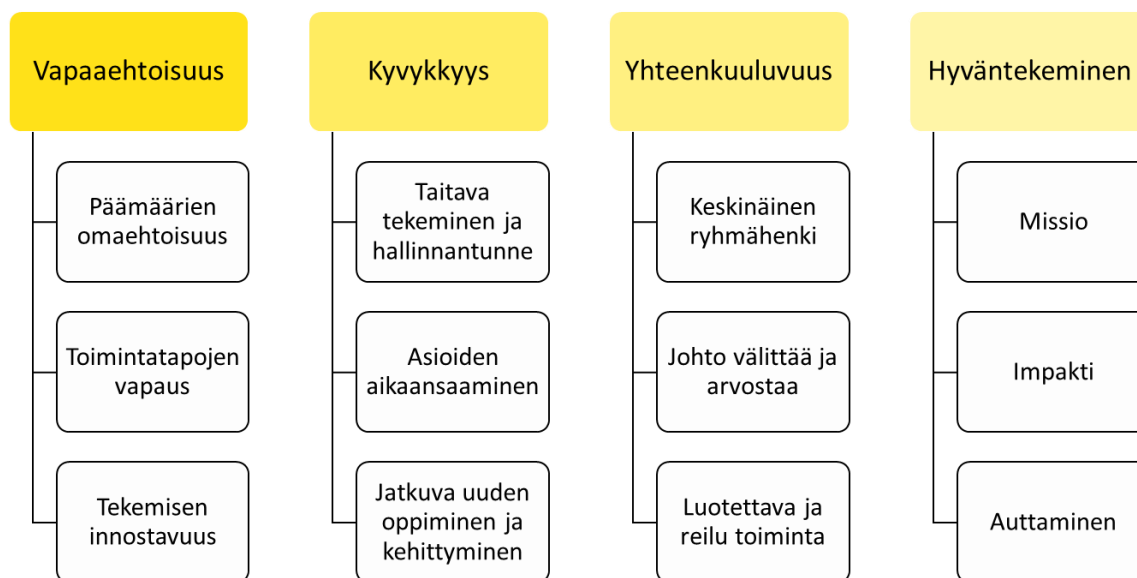 Vapaaehtoisuus
Päämäärien
omaehtoisuus
Toimintatapojen
vapaus
Tekemisen
innostavuus
Kyvykkyys
Taitava
tekeminen ja
hallinnantunne
Asioiden
aikaansaaminen
Jatkuva uuden
oppiminen ja
kehittyminen
Yhteenkuuluvuus
Keskinäinen
ryhmähenki
Johto välittää ja
arvostaa
Luotettava ja
reilu toiminta
Hyväntekeminen
Missio
Impakti
Auttaminen